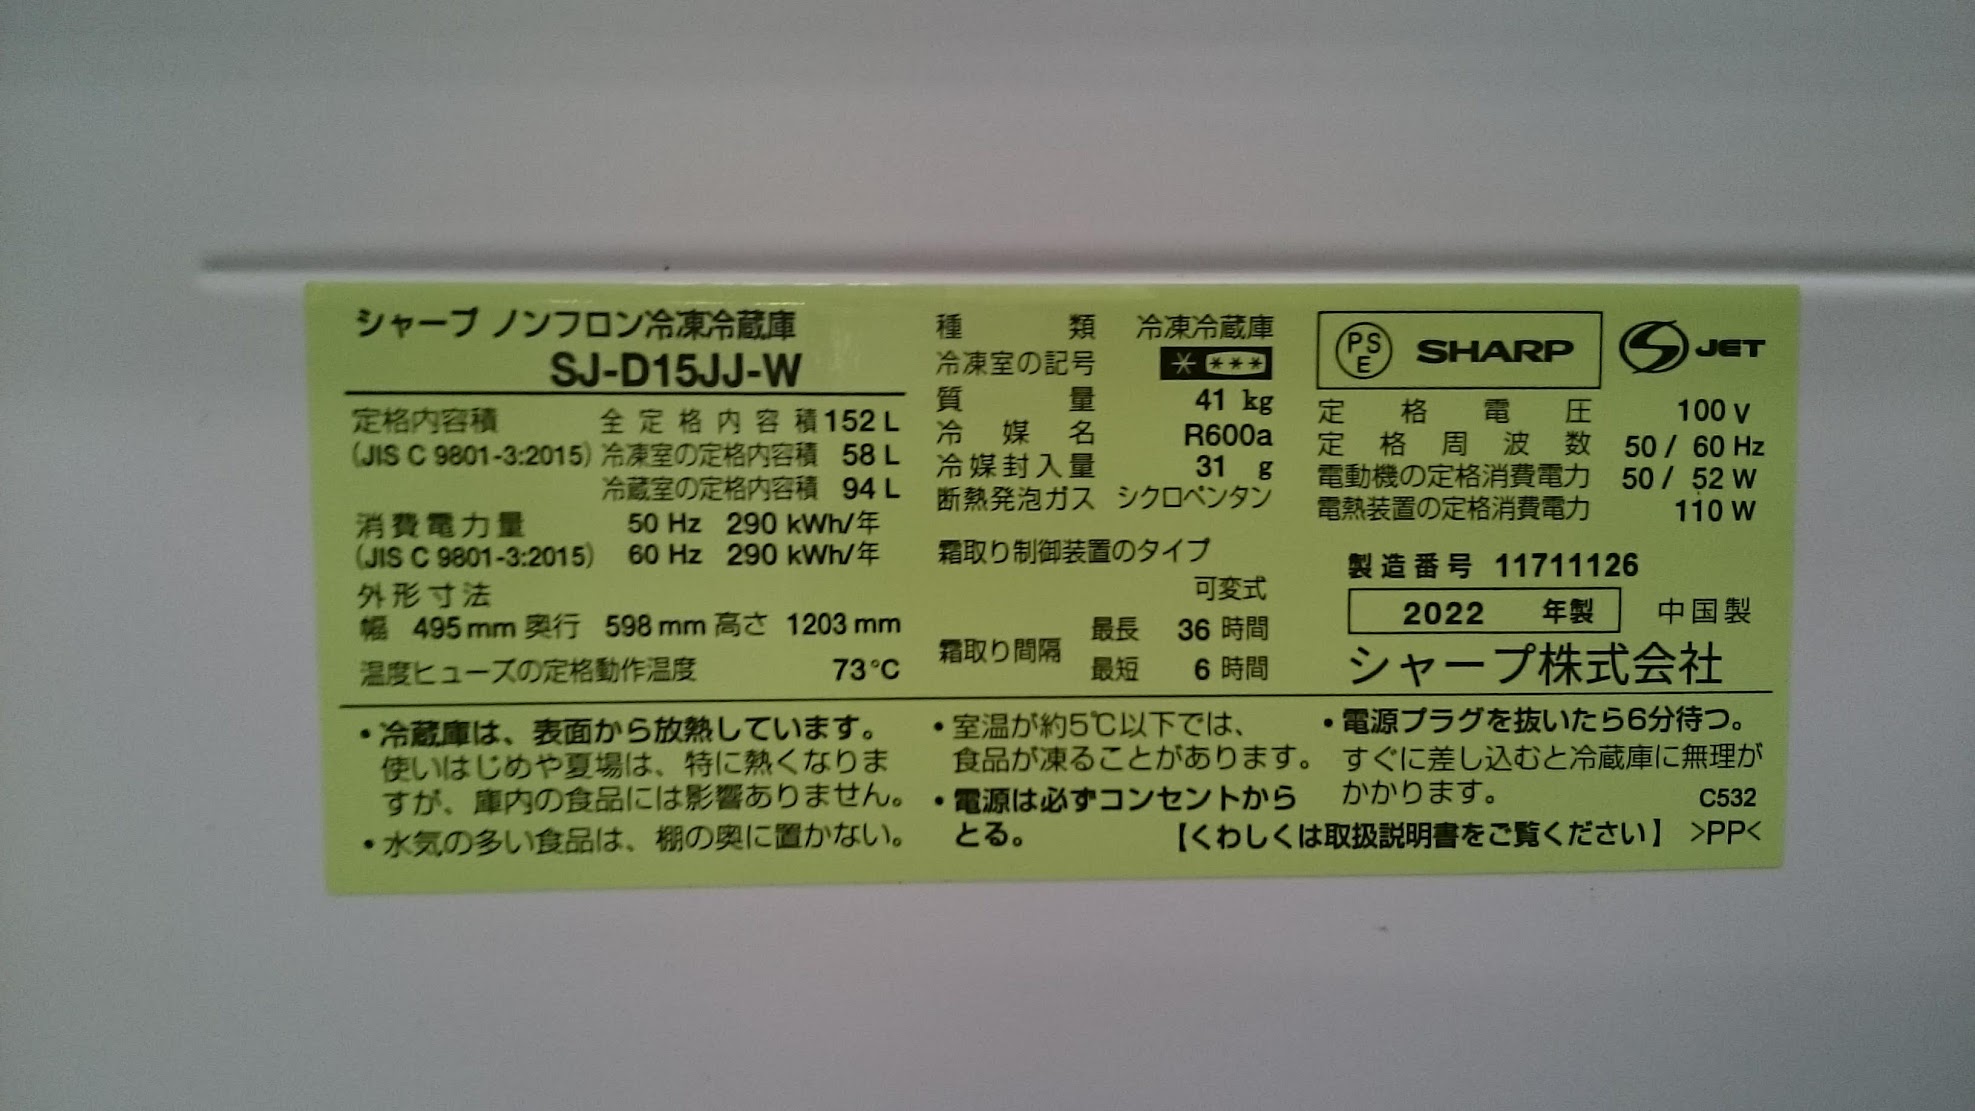 シャープ ノンフロン冷凍冷蔵庫
SJ-D15JJ-W
定格内容積 全定格内容積 152 L
(JIS C 9801-3:2015) 冷凍室の定格内容積 58 L
冷蔵室の定格内容積 94 L
消費電力量 50 Hz 290 kWh/年
(JIS C 9801-3:2015) 60 Hz 290 kWh/年
外形寸法
幅 495 mm 奥行 598 mm 高さ 1203 mm
温度ヒューズの定格動作温度 73℃
種類 冷凍冷蔵庫
冷凍室の記号 * ***
質量 41 kg
冷媒名 R600a
冷媒封入量 31 g
断熱発泡ガス シクロペンタン
霜取り制御装置のタイプ
可変式
霜取り間隔 最長 36 時間
最短 6 時間
PSE SHARP JET
定格電圧 100 V
定格周波数 50 / 60 Hz
電動機の定格消費電力 50 / 52 W
電熱装置の定格消費電力 110 W
製造番号 11711126
2022 年製 中国製
シャープ株式会社
・冷蔵庫は、表面から放熱しています。
使いはじめや夏場は、特に熱くなりま
すが、庫内の食品には影響ありません。
・水気の多い食品は、棚の奥に置かない。
・室温が約5℃以下では、
食品が凍ることがあります。
・電源は必ずコンセントから
とる。
・電源プラグを抜いたら6分待つ。
すぐに差し込むと冷蔵庫に無理が
かかります。 C532
【くわしくは取扱説明書をご覧ください】 >PP<